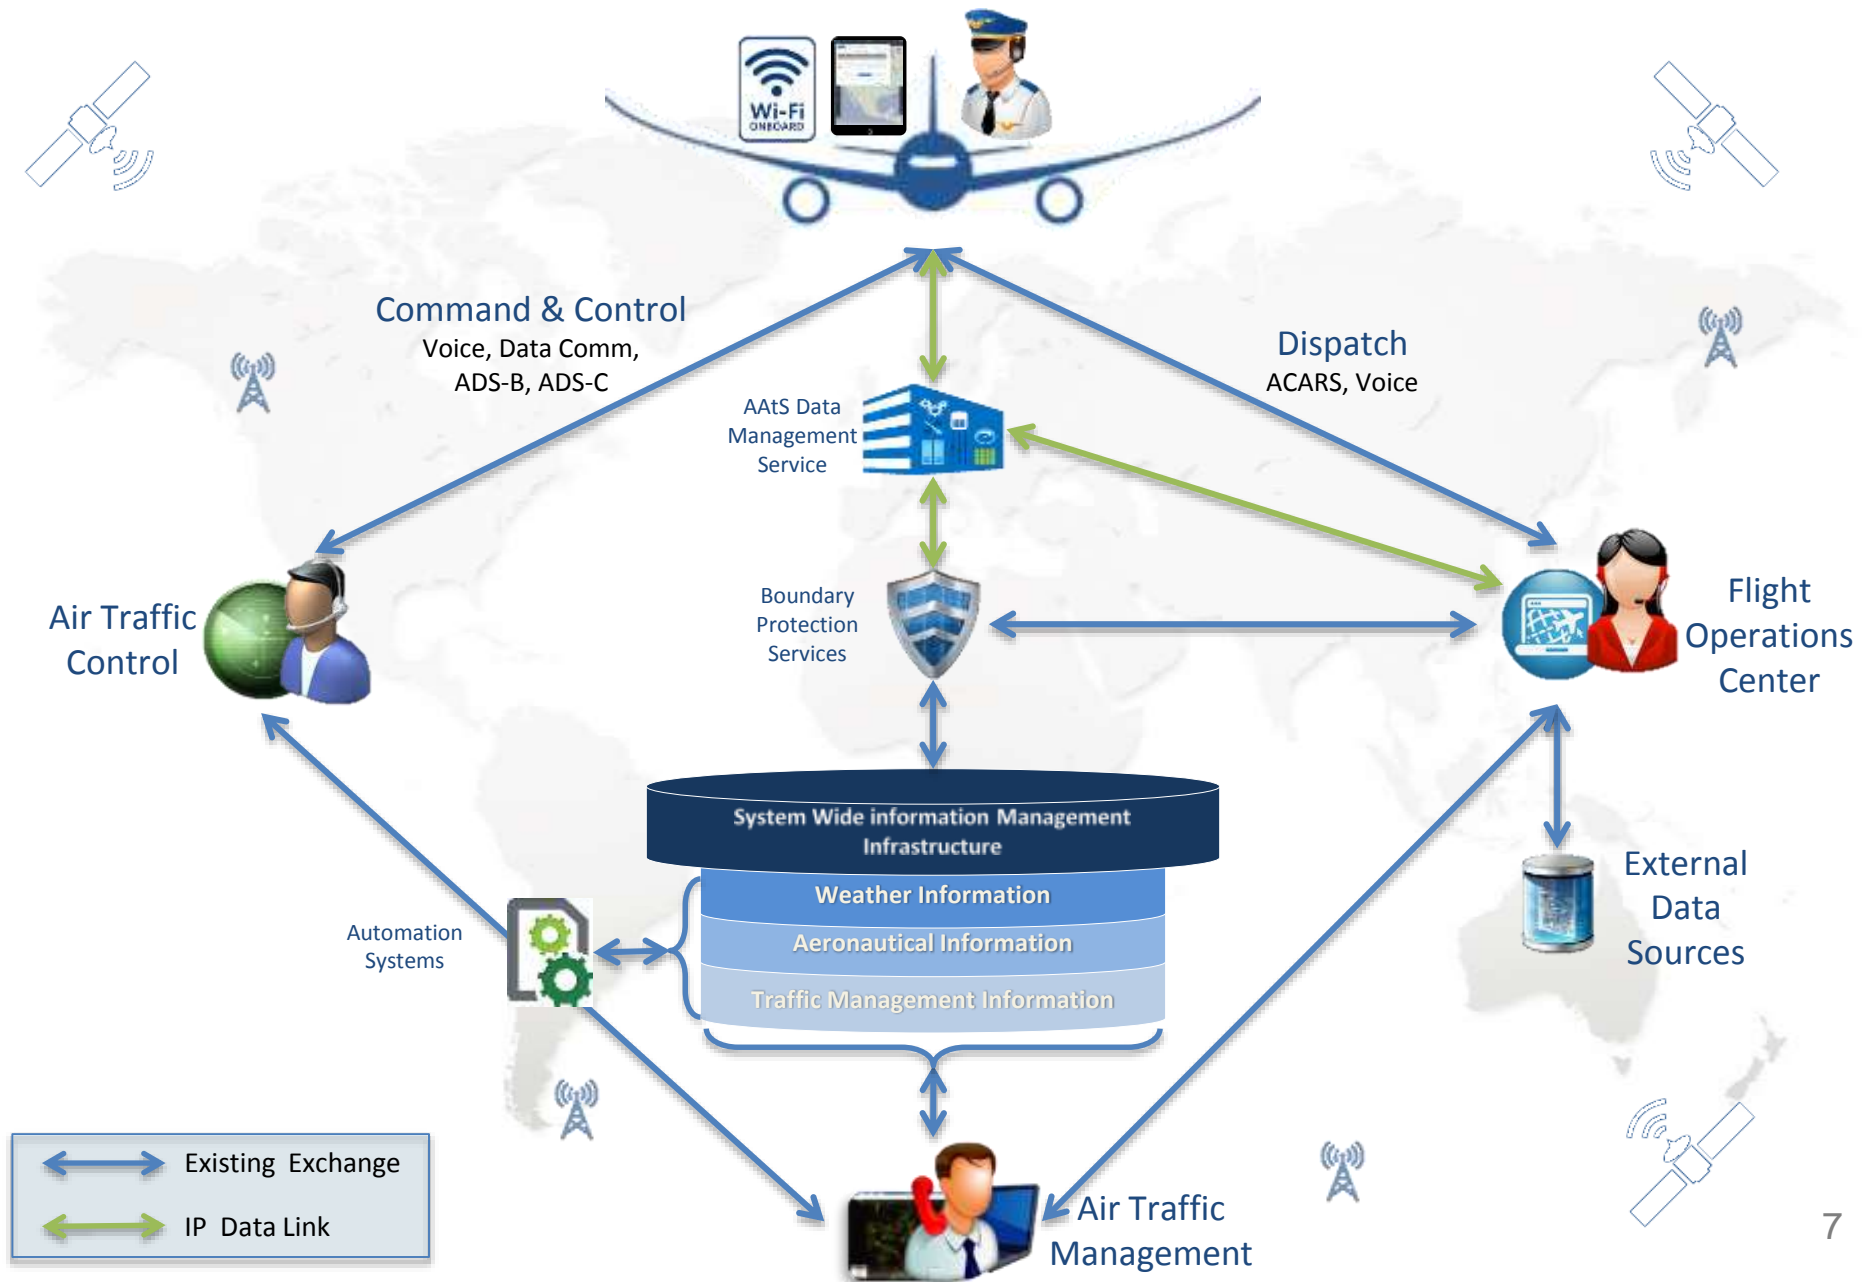 Wi-Fi
ONBOARD
Command & Control
Voice, Data Comm,
ADS-B, ADS-C
Dispatch
ACARS, Voice
AAtS Data
Management
Service
Boundary
Protection
Services
Air Traffic
Control
Flight
Operations
Center
System Wide information Management
Infrastructure
Weather Information
Aeronautical Information
Traffic Management Information
Automation
Systems
External
Data
Sources
Existing Exchange
IP Data Link
Air Traffic
Management
7